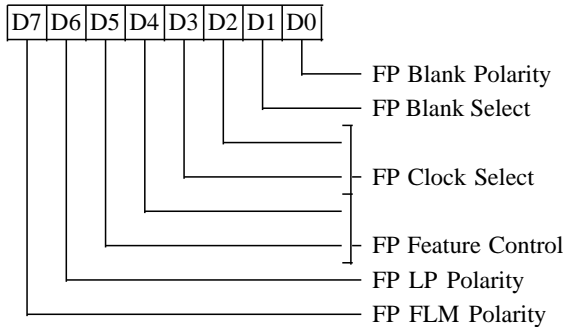 D7 D6 D5 D4 D3 D2 D1 D0
FP Blank Polarity
FP Blank Select
FP Clock Select
FP Feature Control
FP LP Polarity
FP FLM Polarity